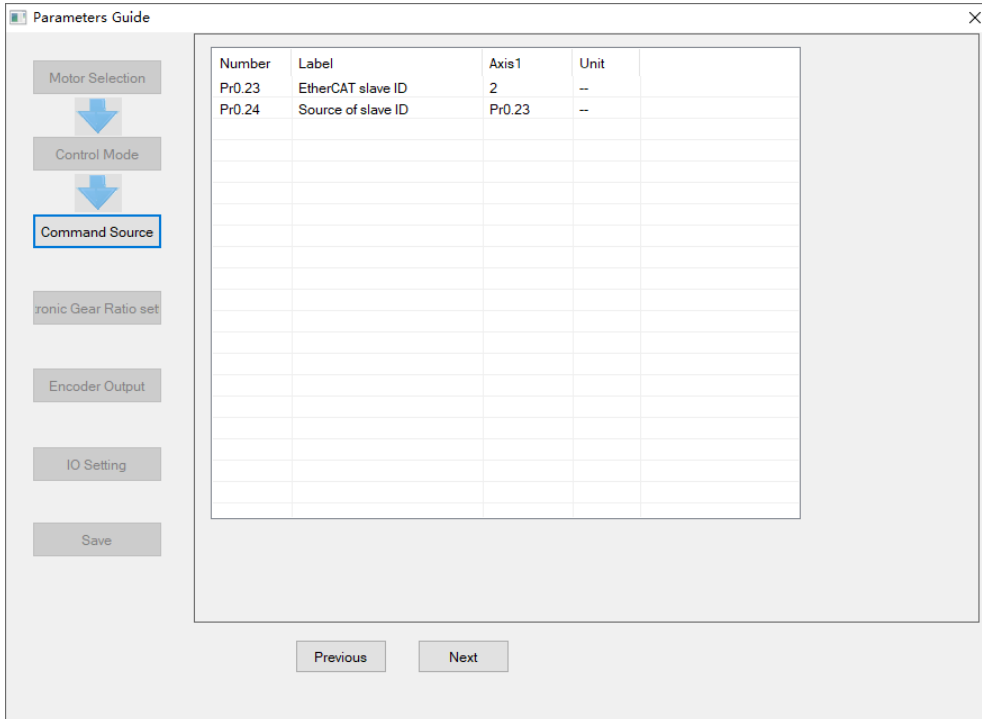 Parameters Guide
Motor Selection
Control Mode
Command Source
tronic Gear Ratio set
Encoder Output
IO Setting
Save
Number Label Axis1 Unit
Pr0.23 EtherCAT slave ID 2 --
Pr0.24 Source of slave ID Pr0.23 --
Previous Next